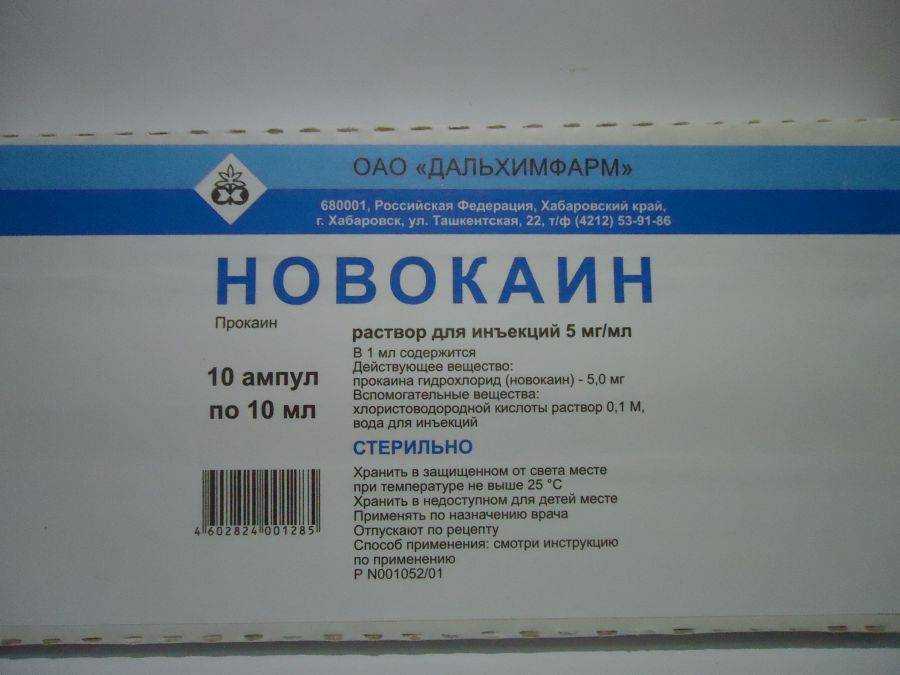 ОАО «ДАЛЬХИМФАРМ»
680001, Российская Федерация, Хабаровский край,
г. Хабаровск, ул. Ташкентская, 22, т/ф (4212) 53-91-86
НОВОКАИН
Прокаин
раствор для инъекций 5 мг/мл
В 1 мл содержится
Действующее вещество:
прокаина гидрохлорид (новокаин) - 5,0 мг
Вспомогательные вещества:
хлористоводородной кислоты раствор 0,1 М,
вода для инъекций
10 ампул
по 10 мл
СТЕРИЛЬНО
Хранить в защищенном от света месте
при температуре не выше 25 °С
Хранить в недоступном для детей месте
Применять по назначению врача
Отпускают по рецепту
Способ применения: смотри инструкцию
по применению
Р N001052/01
4 602824 001285